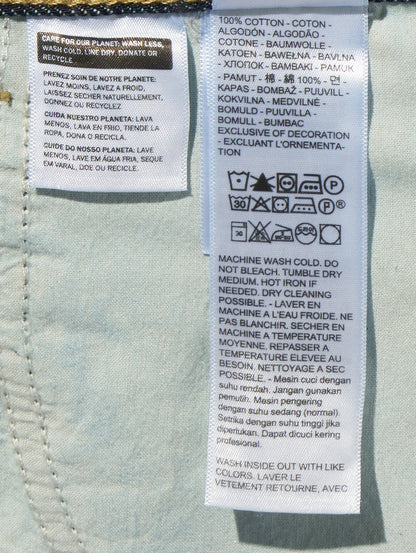 CARE FOR OUR PLANET: WASH LESS,
WASH COLD, LINE DRY, DONATE OR
RECYCLE
PRENEZ SOIN DE NOTRE PLANETE:
LAVEZ MOINS, LAVEZ A FROID,
LAISSEZ SECHER NATURELLEMENT,
DONNEZ OU RECYCLEZ
CUIDA NUESTRO PLANETA: LAVA
MENOS, LAVA EN FRIO, TIENDE LA
ROPA, DONA O RECICLA.
CUIDE DO NOSSO PLANETA: LAVE
MENOS, LAVE EM ÁGUA FRIA, SEQUE
EM VARAL, DOE OU RECICLE.
100% COTTON - COTON -
ALGODÓN - ALGODÃO -
COTONE - BAUMWOLLE -
KATOEN - BAWEŁNA - BAVLNA
- ХЛОПОК - BAMBAKI - PAMUK
- PAMUT - 棉 - 綿 100% - 면 -
KAPAS - BOMBAŽ - PUUVILL -
KOKVILNA - MEDVILNĖ -
BOMULD - PUUVILLA -
BOMULL - BUMBAC
EXCLUSIVE OF DECORATION
- EXCLUANT L'ORNEMENTA-
TION
P
30 P ®
30
MACHINE WASH COLD. DO
NOT BLEACH. TUMBLE DRY
MEDIUM. HOT IRON IF
NEEDED. DRY CLEANING
POSSIBLE. - LAVER EN
MACHINE A L'EAU FROIDE. NE
PAS BLANCHIR. SECHER EN
MACHINE A TEMPERATURE
MOYENNE. REPASSER A
TEMPERATURE ELEVEE AU
BESOIN. NETTOYAGE A SEC
POSSIBLE. - Mesin cuci dengan
suhu rendah. Jangan gunakan
pemutih. Mesin pengering
dengan suhu sedang (normal).
Setrika dengan suhu tinggi jika
diperlukan. Dapat dicuci kering
profesional.
WASH INSIDE OUT WITH LIKE
COLORS. LAVER LE
VETEMENT RETOURNE, AVEC